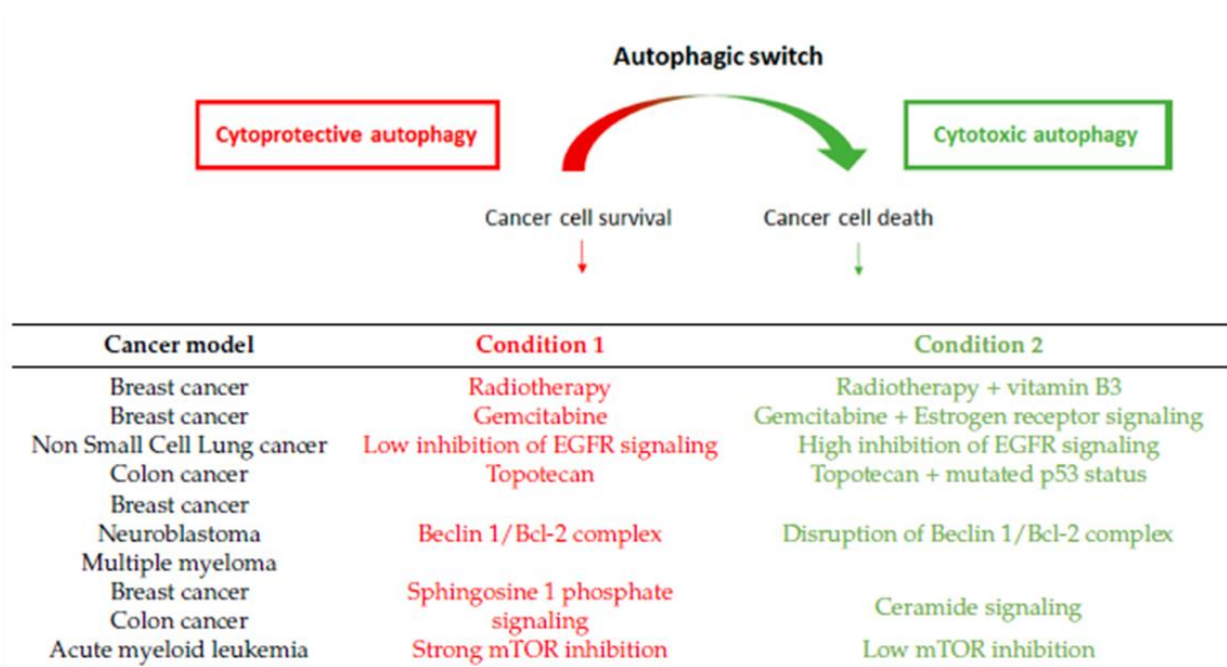 Autophagic switch
Cytoprotective autophagy
Cytotoxic autophagy
Cancer cell survival
Cancer cell death
Cancer model Condition 1 Condition 2
Breast cancer Radiotherapy Radiotherapy + vitamin B3
Breast cancer Gemcitabine Gemcitabine + Estrogen receptor signaling
Non Small Cell Lung cancer Low inhibition of EGFR signaling High inhibition of EGFR signaling
Colon cancer Topotecan Topotecan + mutated p53 status
Breast cancer
Neuroblastoma Beclin 1/Bcl-2 complex Disruption of Beclin 1/Bcl-2 complex
Multiple myeloma
Breast cancer Sphingosine 1 phosphate
Ceramide signaling
Colon cancer signaling
Acute myeloid leukemia Strong mTOR inhibition Low mTOR inhibition